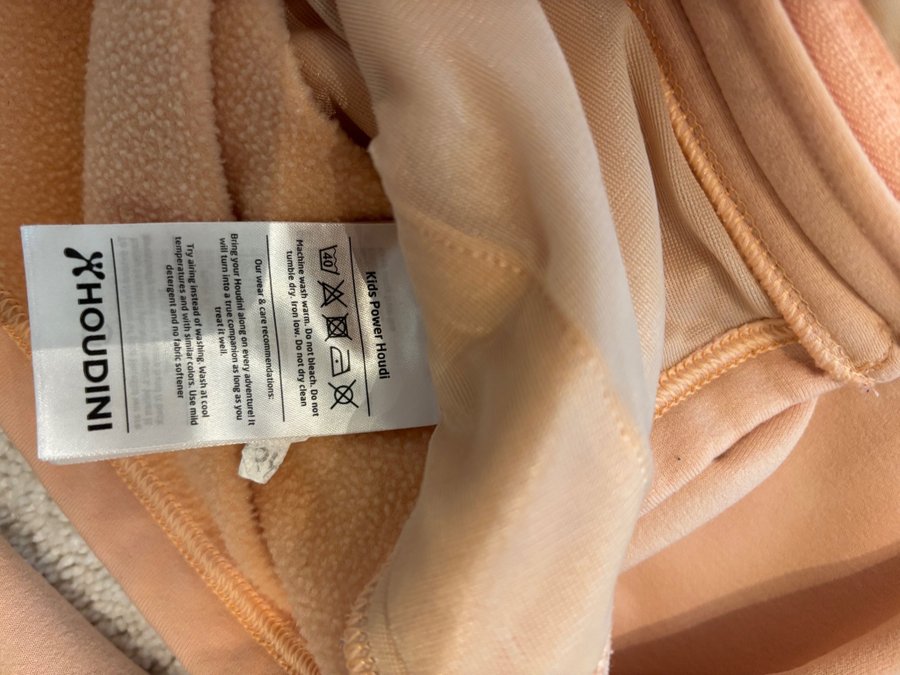 Kids Power Houdi
40
Machine wash warm. Do not bleach. Do not
tumble dry. Iron low. Do not dry clean
Our wear & care recommendations:
Bring your Houdini along on every adventure! It
will turn into a true companion as long as you
treat it well.
Try airing instead of washing. Wash at cool
temperatures and with similar colors. Use mild
detergent and no fabric softener
HOUDINI